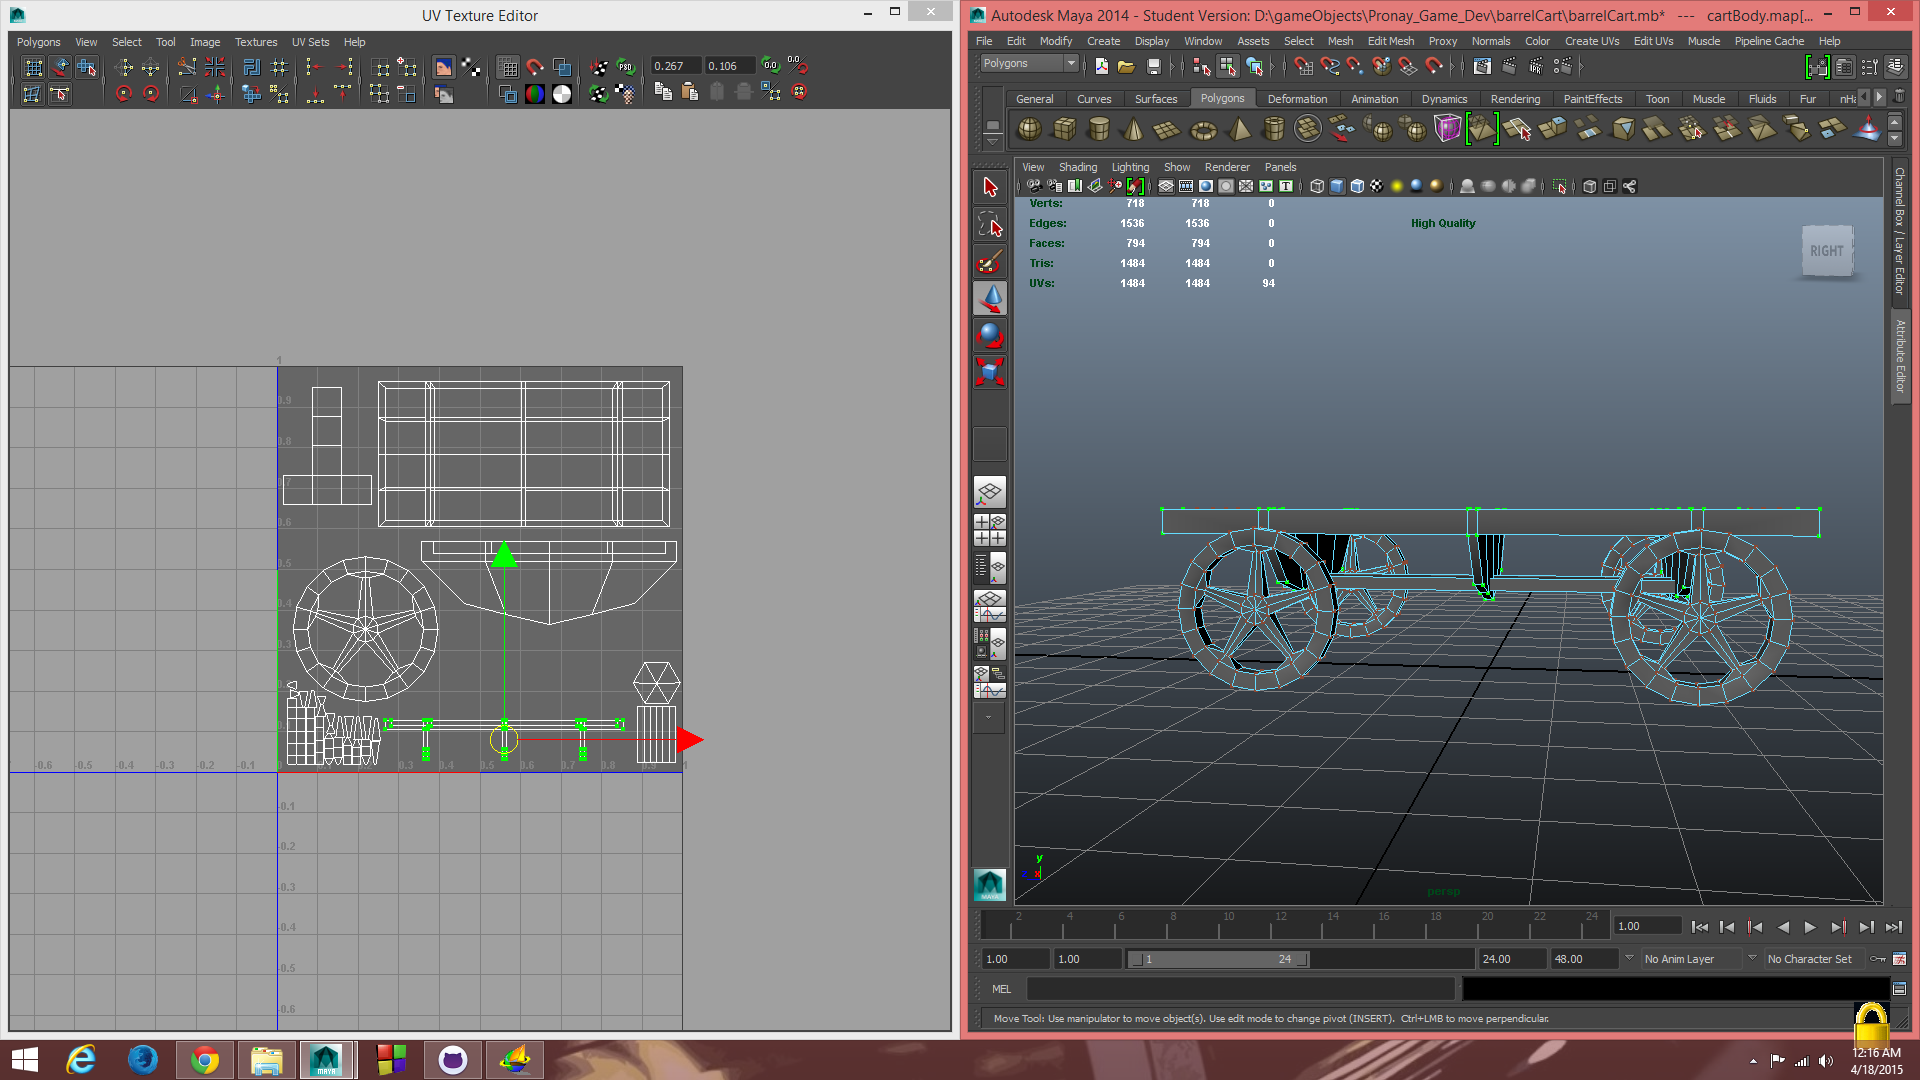 UV Texture Editor
Polygons View Select Tool Image Textures UV Sets Help
0.267 0.106
1
0.9
0.8
0.6
0.5
0.4
0.3
-0.6 -0.5 -0.4 -0.3 -0.2 -0.1 0.3 0.4 0.5 0.6 0.7 0.8 0.9 1
-0.1
-0.2
-0.3
-0.4
-0.5
-0.6
Autodesk Maya 2014 - Student Version: D:\gameObjects\Pronay_Game_Dev\barrelCart\barrelCart.mb* --- cartBody.map[...
File Edit Modify Create Display Window Assets Select Mesh Edit Mesh Proxy Normals Color Create UVs Edit UVs Muscle Pipeline Cache Help
Polygons
General Curves Surfaces Polygons Deformation Animation Dynamics Rendering PaintEffects Toon Muscle Fluids Fur nHa
View Shading Lighting Show Renderer Panels
Verts: 718 718 0
Edges: 1536 1536 0
Faces: 794 794 0
Tris: 1484 1484 0
UVs: 1484 1484 94
High Quality
RIGHT
Channel Box / Layer Editor
Attribute Editor
y
z x
persp
MAYA
2 4 6 8 10 12 14 16 18 20 22 24
1.00
1.00 1.00 1 24 24.00 48.00 No Anim Layer No Character Set
MEL
Move Tool: Use manipulator to move object(s). Use edit mode to change pivot (INSERT). Ctrl+LMB to move perpendicular.
MAYA
12:16 AM
4/18/2015